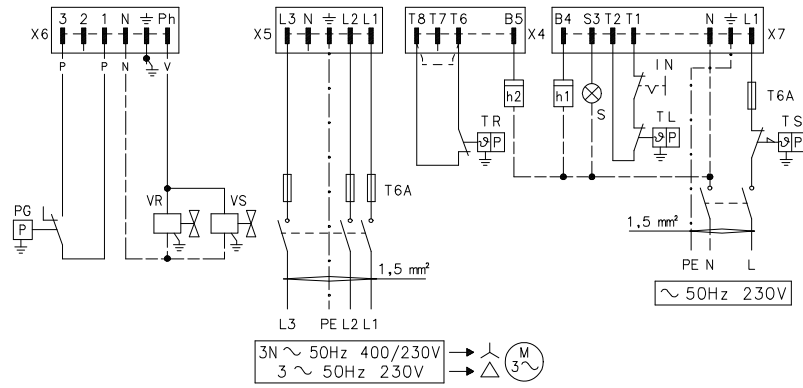 3 2 1 N Ph
X6
P P N V
L3 N L2 L1
X5
T8 T7 T6 B5
X4
B4 S3 T2 T1 N L1
X7
h2
h1
S
IN
T6A
TR
ϑ P
TL
ϑ P
TS
ϑ P
T6A
PG
P
VR VS
1,5 mm²
1,5 mm²
L3 PE L2 L1
PE N L
~ 50Hz 230V
3N ~ 50Hz 400/230V
3 ~ 50Hz 230V
M
3~